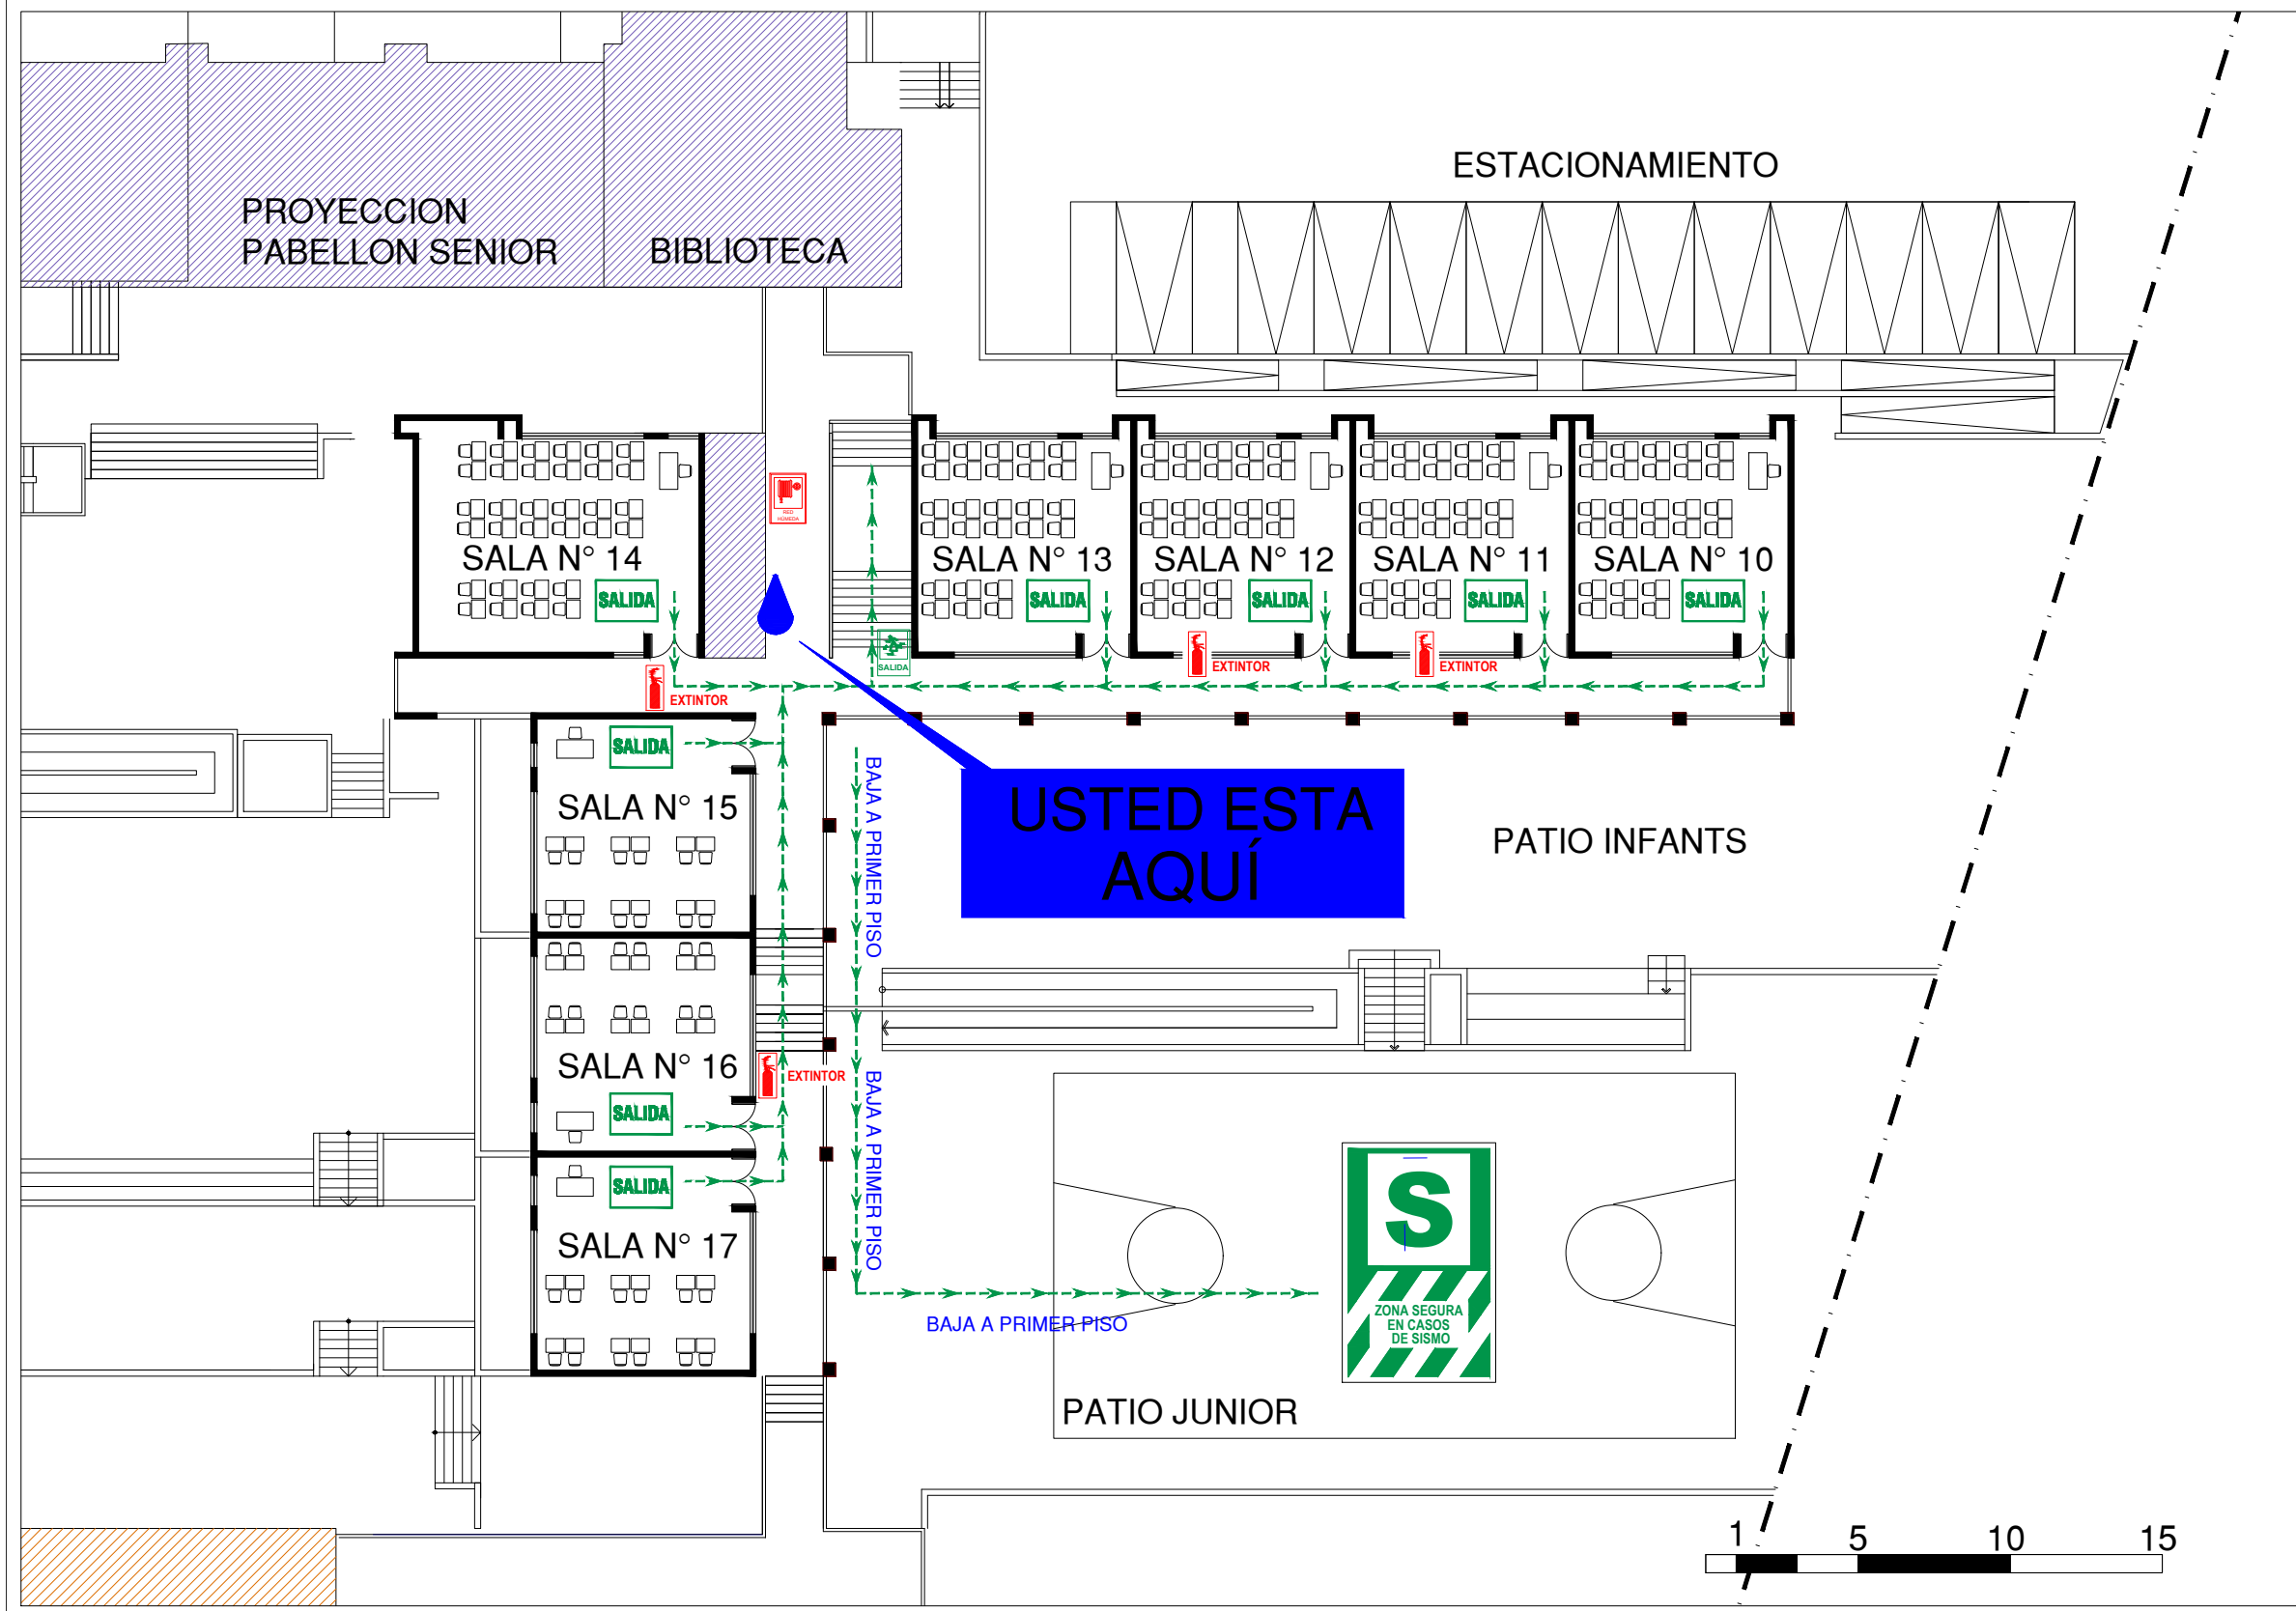 ESTACIONAMIENTO
PROYECCION
PABELLON SENIOR
BIBLIOTECA
RED
HÚMEDA
SALA N° 14
SALA N° 13
SALA N° 12
SALA N° 11
SALA N° 10
SALIDA
SALIDA
SALIDA
SALIDA
SALIDA
SALIDA
EXTINTOR
EXTINTOR
EXTINTOR
SALIDA
SALA N° 15
BAJA A PRIMER PISO
USTED ESTA
AQUÍ
PATIO INFANTS
SALA N° 16
EXTINTOR
SALIDA
BAJA A PRIMER PISO
SALIDA
SALA N° 17
S
ZONA SEGURA
EN CASOS
DE SISMO
BAJA A PRIMER PISO
PATIO JUNIOR
1 5 10 15